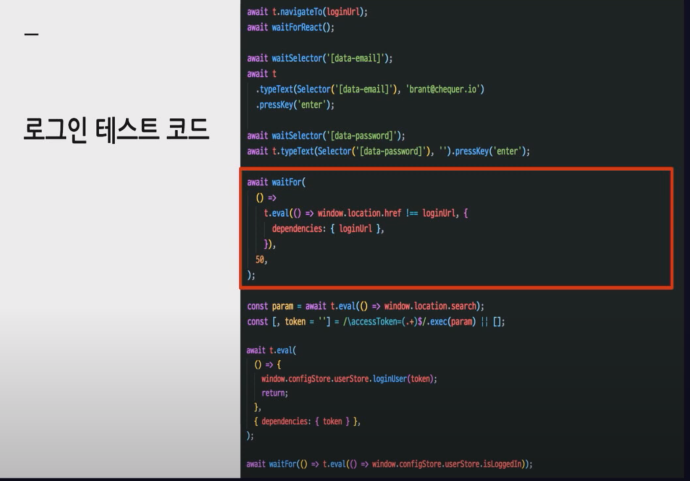 로그인 테스트 코드
await t.navigateTo(loginUrl);
await waitForReact();
await waitSelector('[data-email]');
await t
.typeText(Selector('[data-email]'), 'brant@chequer.io')
.pressKey('enter');
await waitSelector('[data-password]');
await t.typeText(Selector('[data-password]'), '').pressKey('enter');
await waitFor(
() =>
t.eval(() => window.location.href !== loginUrl, {
dependencies: { loginUrl },
}),
50,
);
const param = await t.eval(() => window.location.search);
const [, token = ''] = /\accessToken=(.+)$/.exec(param) || [];
await t.eval(
() => {
window.configStore.userStore.loginUser(token);
return;
},
{ dependencies: { token } },
);
await waitFor(() => t.eval(() => window.configStore.userStore.isLoggedIn));